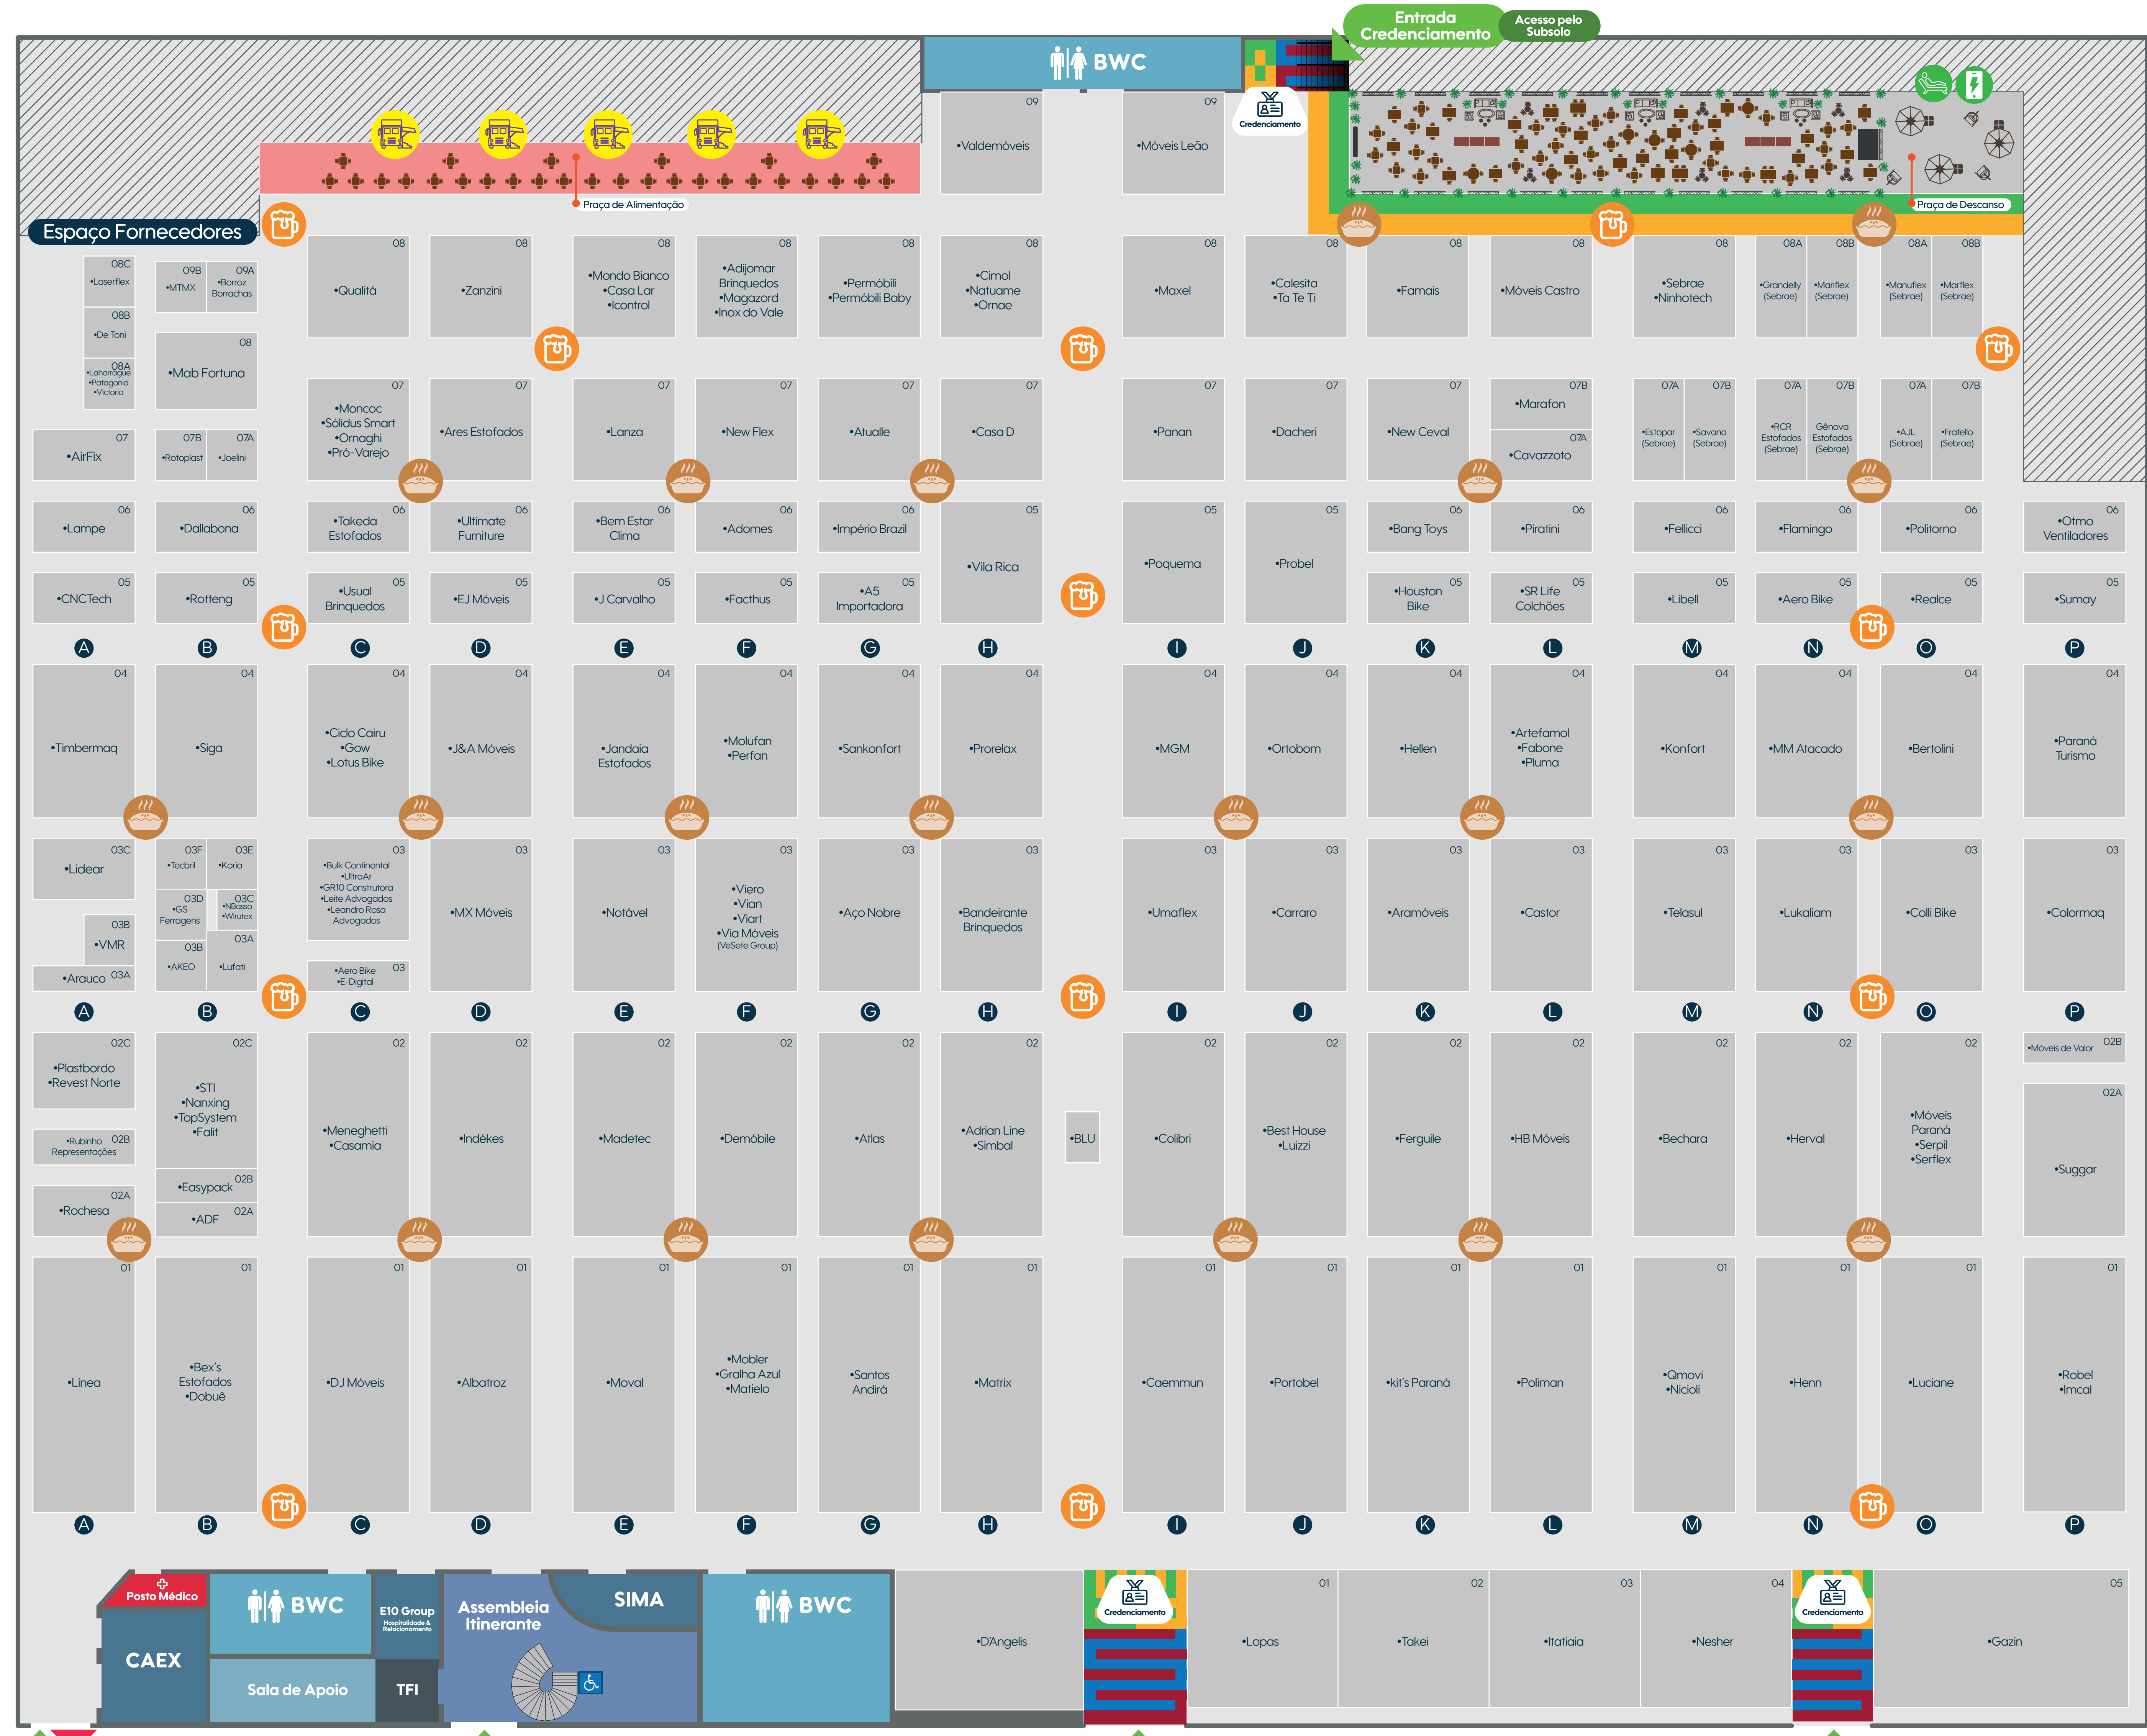 Entrada
Credenciamento
Acesso pelo
Subsolo
BWC
Credenciamento
09
•Valdemóveis
09
•Móveis Leão
Praça de Alimentação
Praça de Descanso
Espaço Fornecedores
08C
•Laserflex
09B
•MTMX
09A
•Borroz
Borrachas
08B
•De Toni
08
•Mab Fortuna
08A
•Laharrague
•Patagonia
•Victoria
08
•Qualitá
08
•Zanzini
08
•Mondo Bianco
•Casa Lar
•Icontrol
08
•Adijomar
Brinquedos
•Magazord
•Inox do Vale
08
•Permóbili
•Permóbili Baby
08
•Cimol
•Natuame
•Ornae
08
•Maxel
08
•Calesita
•Ta Te Ti
08
•Famais
08
•Móveis Castro
08
•Sebrae
•Ninhotech
08A
•Grandelly
(Sebrae)
08B
•Mariflex
(Sebrae)
08A
•Manuflex
(Sebrae)
08B
•Marflex
(Sebrae)
07
•AirFix
07B
•Rotoplast
07A
•Joelini
07
•Moncoc
•Sólidus Smart
•Ornaghi
•Pró-Varejo
07
•Ares Estofados
07
•Lanza
07
•New Flex
07
•Atualle
07
•Casa D
07
•Panan
07
•Dacheri
07
•New Ceval
07B
•Marafon
07A
•Cavazzoto
07A
•Estopar
(Sebrae)
07B
•Savana
(Sebrae)
07A
•RCR
Estofados
(Sebrae)
07B
Gênova
Estofados
(Sebrae)
07A
•AJL
(Sebrae)
07B
•Fratello
(Sebrae)
06
•Lampe
06
•Dallabona
06
•Takeda
Estofados
06
•Ultimate
Furniture
06
•Bem Estar
Clima
06
•Adomes
06
•Império Brazil
05
•Vila Rica
05
•Poquema
05
•Probel
06
•Bang Toys
06
•Piratini
06
•Fellicci
06
•Flamingo
06
•Politorno
06
•Otmo
Ventiladores
05
•CNCTech
05
•Rotteng
05
•Usual
Brinquedos
05
•EJ Móveis
05
•J Carvalho
05
•Facthus
05
•A5
Importadora
05
•Houston
Bike
05
•SR Life
Colchões
05
•Libell
05
•Aero Bike
05
•Realce
05
•Sumay
A
B
C
D
E
F
G
H
I
J
K
L
M
N
O
P
04
•Timbermaq
04
•Siga
04
•Ciclo Cairu
•Gow
•Lotus Bike
04
•J&A Móveis
04
•Jandaia
Estofados
04
•Molufan
•Perfan
04
•Sankonfort
04
•Prorelax
04
•MGM
04
•Ortobom
04
•Hellen
04
•Artefamol
•Fabone
•Pluma
04
•Konfort
04
•MM Atacado
04
•Bertolini
04
•Paraná
Turismo
03C
•Lidear
03B
•VMR
•Arauco 03A
03F
•Tecbril
03E
•Koria
03D
•GS
Ferragens
03C
•NBasso
•Wirutex
03B
•AKEO
03A
•Lufati
03
•Bulk Continental
•UltraAr
•GR10 Construtora
•Leite Advogados
•Leandro Rosa
Advogados
03
•Aero Bike
•E-Digital
03
•MX Móveis
03
•Notável
03
•Viero
•Vian
•Viart
•Via Móveis
(VeSete Group)
03
•Aço Nobre
03
•Bandeirante
Brinquedos
03
•Umaflex
03
•Carraro
03
•Aramóveis
03
•Castor
03
•Telasul
03
•Lukaliam
03
•Colli Bike
03
•Colormaq
A
B
C
D
E
F
G
H
I
J
K
L
M
N
O
P
02C
•Plastbordo
•Revest Norte
•Rubinho 02B
Representações
02A
•Rochesa
02C
•STI
•Nanxing
•TopSystem
•Falit
02B
•Easypack
02A
•ADF
02
•Meneghetti
•Casamia
02
•Indékes
02
•Madetec
02
•Demóbile
02
•Atlas
02
•Adrian Line
•Simbal
•BLU
02
•Colibri
02
•Best House
•Luizzi
02
•Ferguile
02
•HB Móveis
02
•Bechara
02
•Herval
02
•Móveis
Paraná
•Serpil
•Serflex
•Móveis de Valor 02B
02A
•Suggar
01
•Linea
01
•Bex's
Estofados
•Dobuê
01
•DJ Móveis
01
•Albatroz
01
•Moval
01
•Mobler
•Gralha Azul
•Matielo
01
•Santos
Andirá
01
•Matrix
01
•Caemmun
01
•Portobel
01
•kit's Paraná
01
•Poliman
01
•Qmovi
•Nicioli
01
•Henn
01
•Luciane
01
•Robel
•Imcal
A
B
C
D
E
F
G
H
I
J
K
L
M
N
O
P
Posto Médico
CAEX
BWC
Sala de Apoio
E10 Group
Hospitalidade &
Relacionamento
TFI
Assembleia
Itinerante
SIMA
BWC
•D'Angelis
Credenciamento
01
•Lopas
02
•Takei
03
•Itatiaia
04
•Nesher
Credenciamento
05
•Gazin